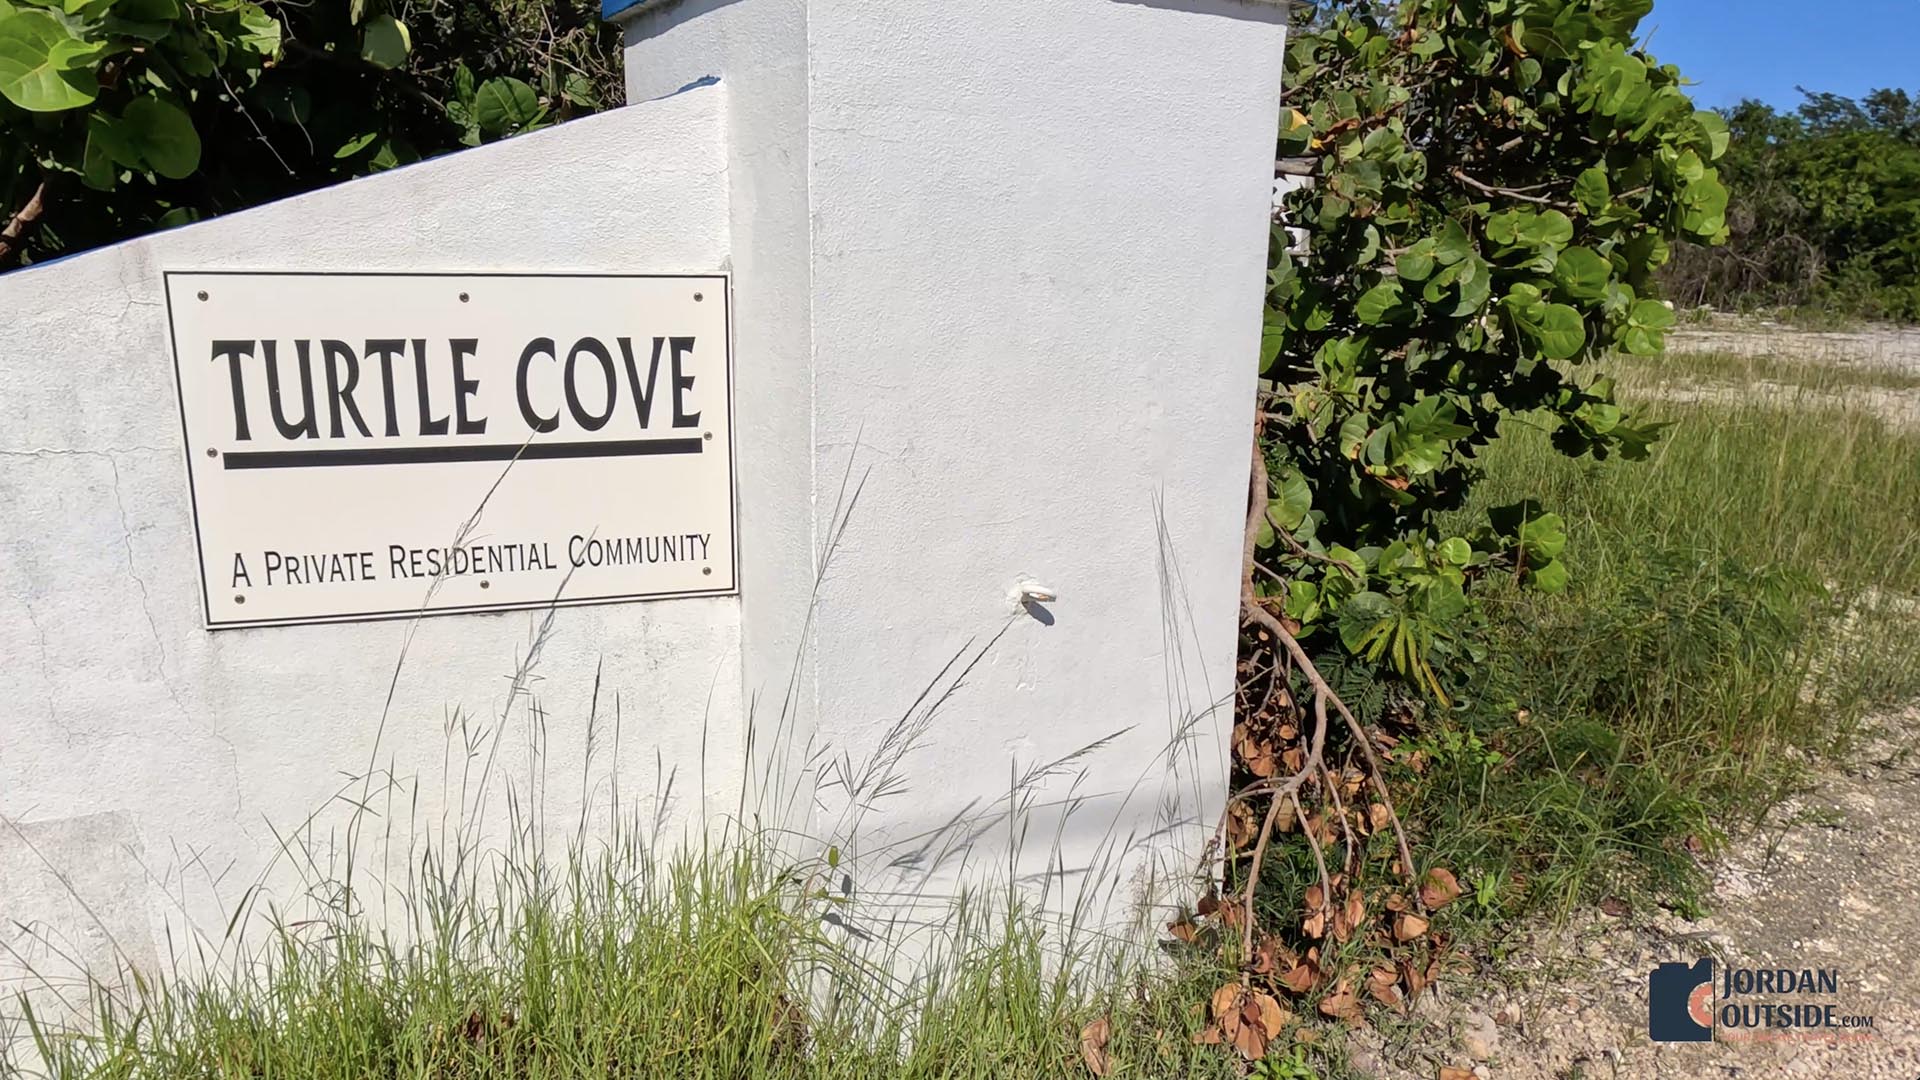 TURTLE COVE
A PRIVATE RESIDENTIAL COMMUNITY
JORDAN
OUTSIDE.COM